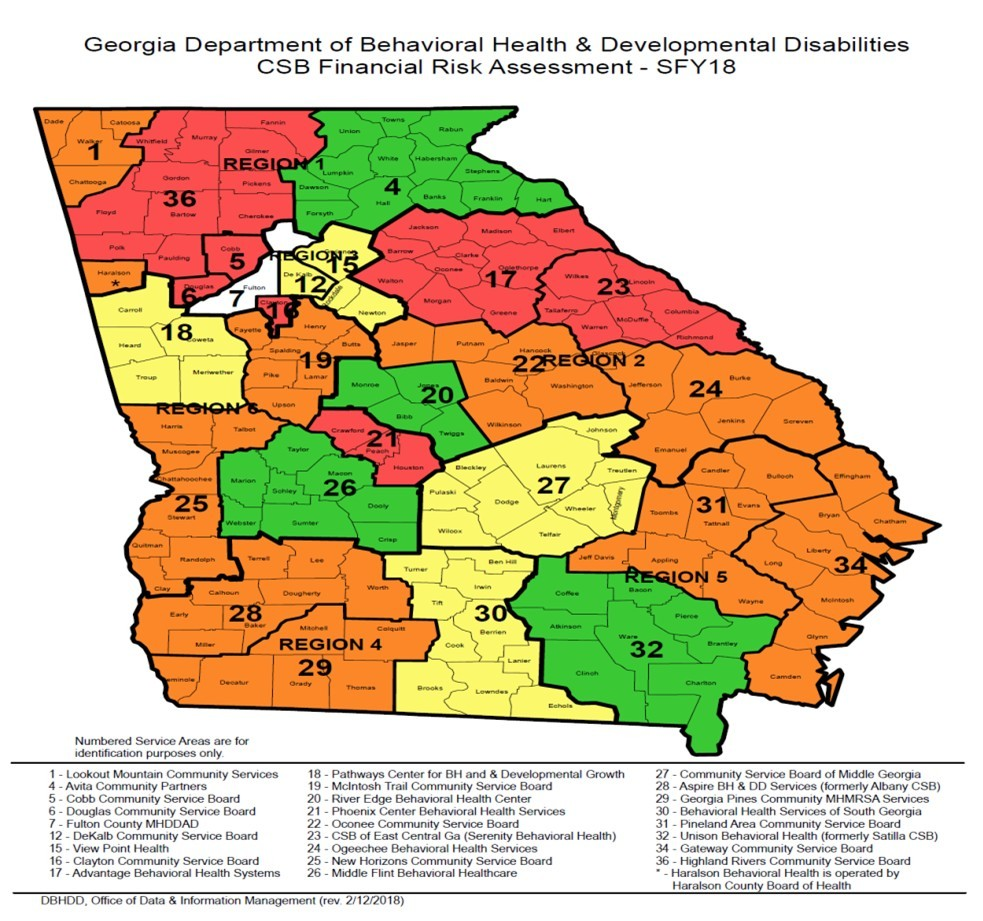 Georgia Department of Behavioral Health & Developmental Disabilities
CSB Financial Risk Assessment - SFY18
Dade
Catoosa
Walker
1
Chattooga
Whitfield
Murray
Fannin
Gilmer
REGION 1
Gordon
Pickens
36
Bartow
Cherokee
Floyd
Polk
Paulding
Cobb
5
Haralson
*
Douglas
6
Fulton
7
Union
Towns
Rabun
White
Habersham
Lumpkin
Stephens
Dawson
4
Hall
Banks
Franklin
Hart
Forsyth
REGION 3
15
De Kalb
12
Rockdale
Newton
Clayton
16
Jackson
Madison
Elbert
Barrow
Clarke
Oconee
Oglethorpe
Walton
17
Morgan
Greene
Wilkes
Lincoln
23
Taliaferro
McDuffie
Columbia
Warren
Richmond
Carroll
18
Heard
Coweta
Troup
Meriwether
REGION 6
Fayette
Henry
Spalding
Butts
19
Pike
Lamar
Upson
Jasper
Putnam
Hancock
22
REGION 2
Glascock
Baldwin
Washington
Wilkinson
Jefferson
Burke
24
Jenkins
Screven
Emanuel
Monroe
Jones
20
Bibb
Twiggs
Crawford
21
Peach
Houston
Harris
Talbot
Muscogee
Chattahoochee
25
Stewart
Quitman
Randolph
Clay
Taylor
Marion
Macon
Schley
26
Dooly
Webster
Sumter
Crisp
Johnson
Bleckley
Laurens
Treutlen
Pulaski
27
Dodge
Wheeler
Montgomery
Wilcox
Telfair
Candler
Bulloch
Effingham
31
Evans
Toombs
Tattnall
Bryan
Chatham
Liberty
Long
34
McIntosh
Jeff Davis
Appling
REGION 5
Wayne
Glynn
Camden
Terrell
Lee
Calhoun
Dougherty
Worth
Early
28
Baker
Mitchell
Colquitt
Miller
REGION 4
29
Seminole
Decatur
Grady
Thomas
Turner
Ben Hill
Irwin
Tift
30
Berrien
Cook
Lanier
Brooks
Lowndes
Echols
Coffee
Bacon
Pierce
Atkinson
Ware
Brantley
32
Clinch
Charlton
Numbered Service Areas are for
identification purposes only.
1 - Lookout Mountain Community Services
4 - Avita Community Partners
5 - Cobb Community Service Board
6 - Douglas Community Service Board
7 - Fulton County MHDDAD
12 - DeKalb Community Service Board
15 - View Point Health
16 - Clayton Community Service Board
17 - Advantage Behavioral Health Systems
18 - Pathways Center for BH and & Developmental Growth
19 - McIntosh Trail Community Service Board
20 - River Edge Behavioral Health Center
21 - Phoenix Center Behavioral Health Services
22 - Oconee Community Service Board
23 - CSB of East Central Ga (Serenity Behavioral Health)
24 - Ogeechee Behavioral Health Services
25 - New Horizons Community Service Board
26 - Middle Flint Behavioral Healthcare
27 - Community Service Board of Middle Georgia
28 - Aspire BH & DD Services (formerly Albany CSB)
29 - Georgia Pines Community MHMRSA Services
30 - Behavioral Health Services of South Georgia
31 - Pineland Area Community Service Board
32 - Unison Behavioral Health (formerly Satilla CSB)
34 - Gateway Community Service Board
36 - Highland Rivers Community Service Board
* - Haralson Behavioral Health is operated by
Haralson County Board of Health
DBHDD, Office of Data & Information Management (rev. 2/12/2018)